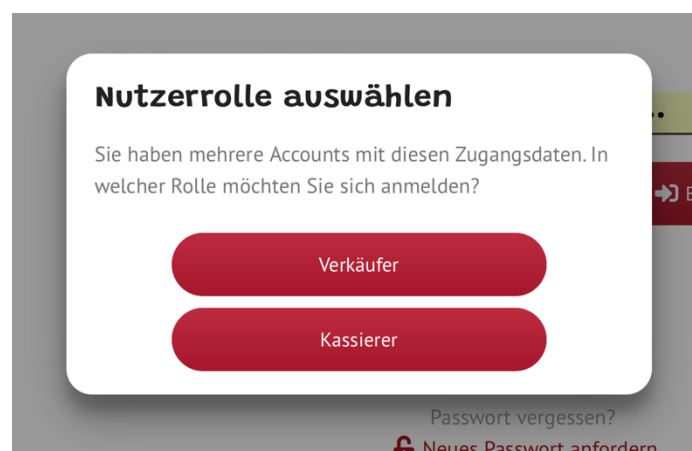 Nutzerrolle auswählen
Sie haben mehrere Accounts mit diesen Zugangsdaten. In
welcher Rolle möchten Sie sich anmelden?
Verkäufer
Kassierer
Passwort vergessen?
Neues Passwort anfordern